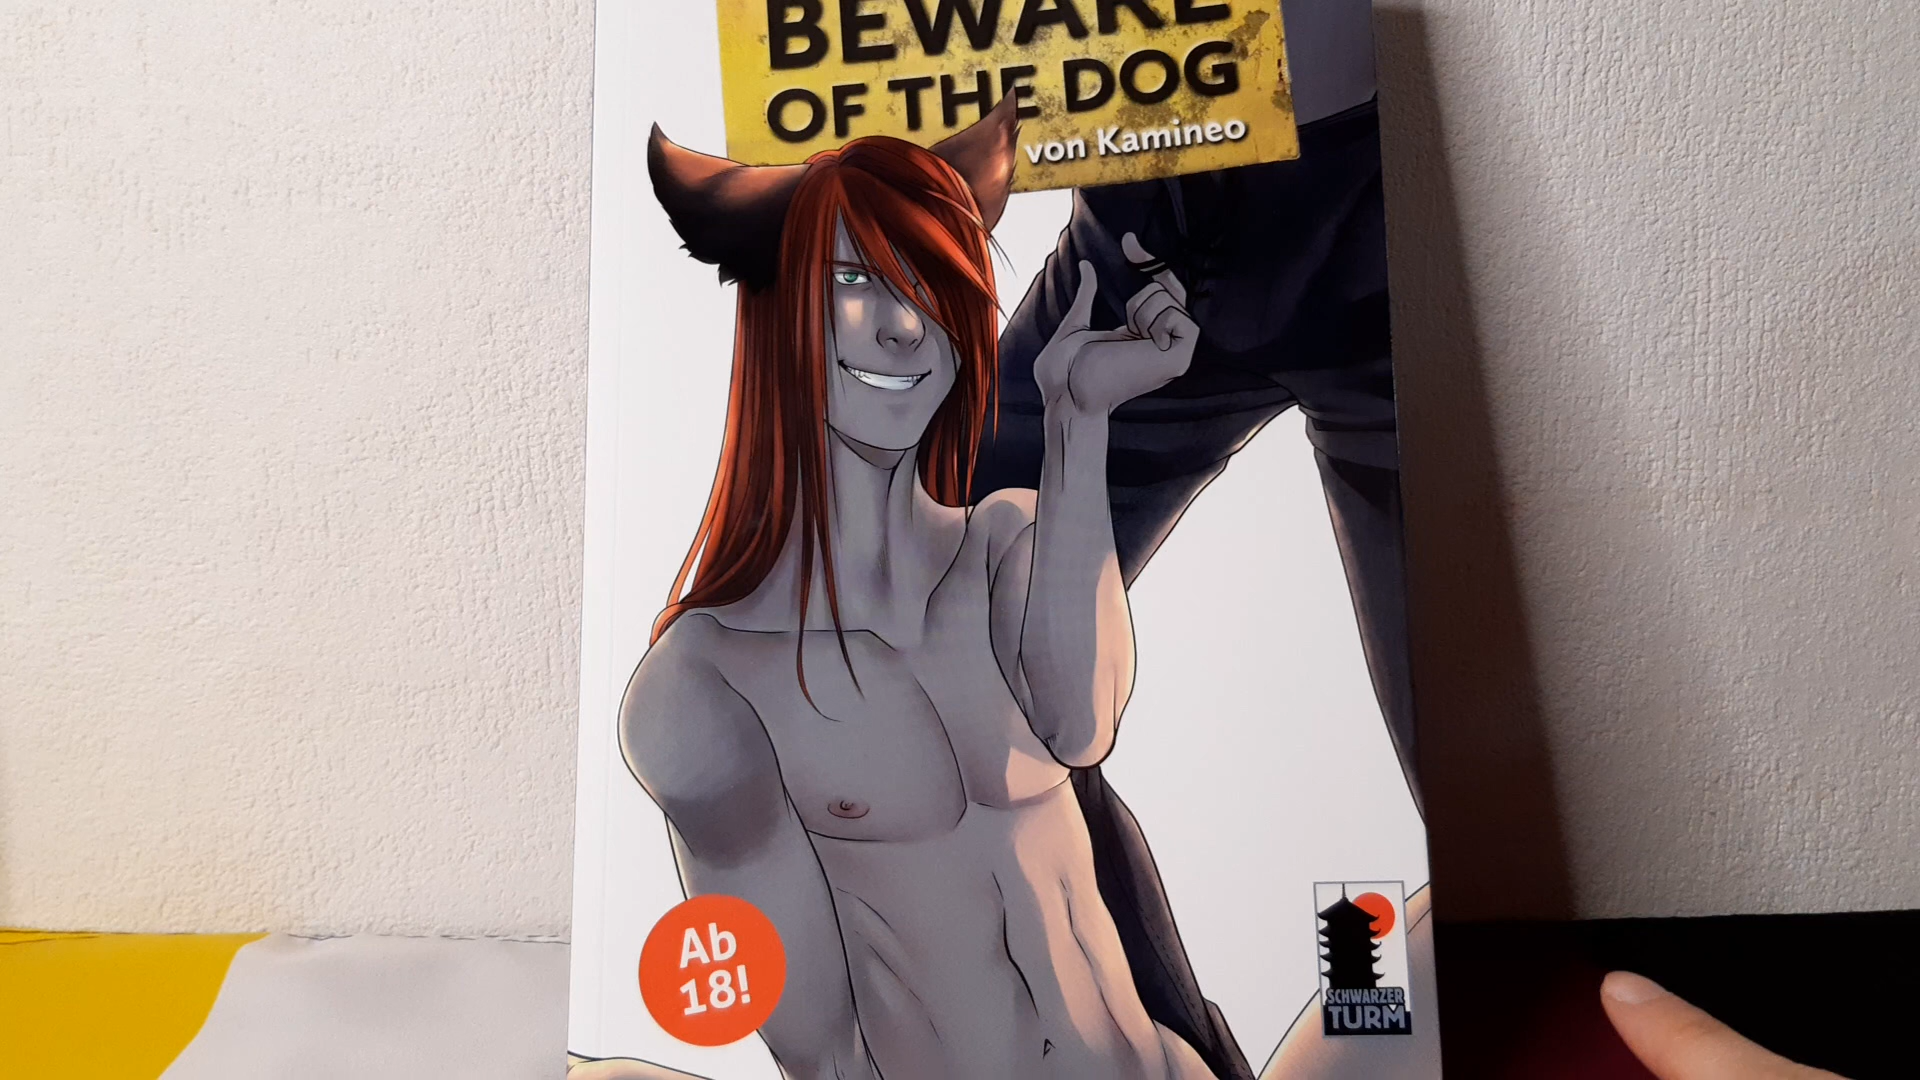 BEWARE
OF THE DOG
von Kamineo
Ab
18!
SCHWARZER
TURM